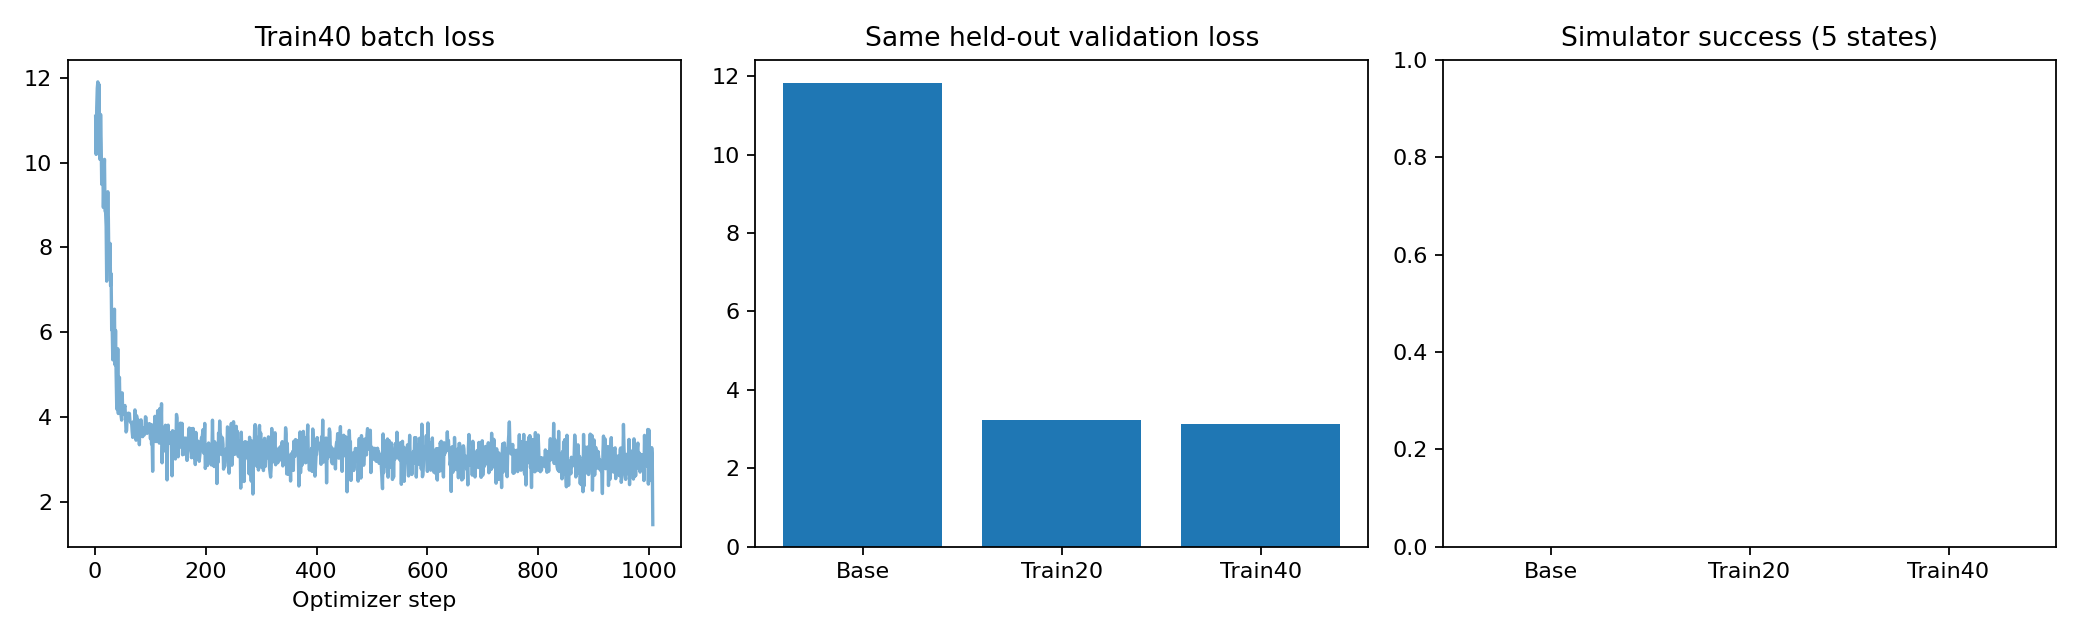 Train40 batch loss
12
10
8
6
4
2
0 200 400 600 800 1000
Optimizer step
Same held-out validation loss
12
10
8
6
4
2
0
Base Train20 Train40
Simulator success (5 states)
1.0
0.8
0.6
0.4
0.2
0.0
Base Train20 Train40